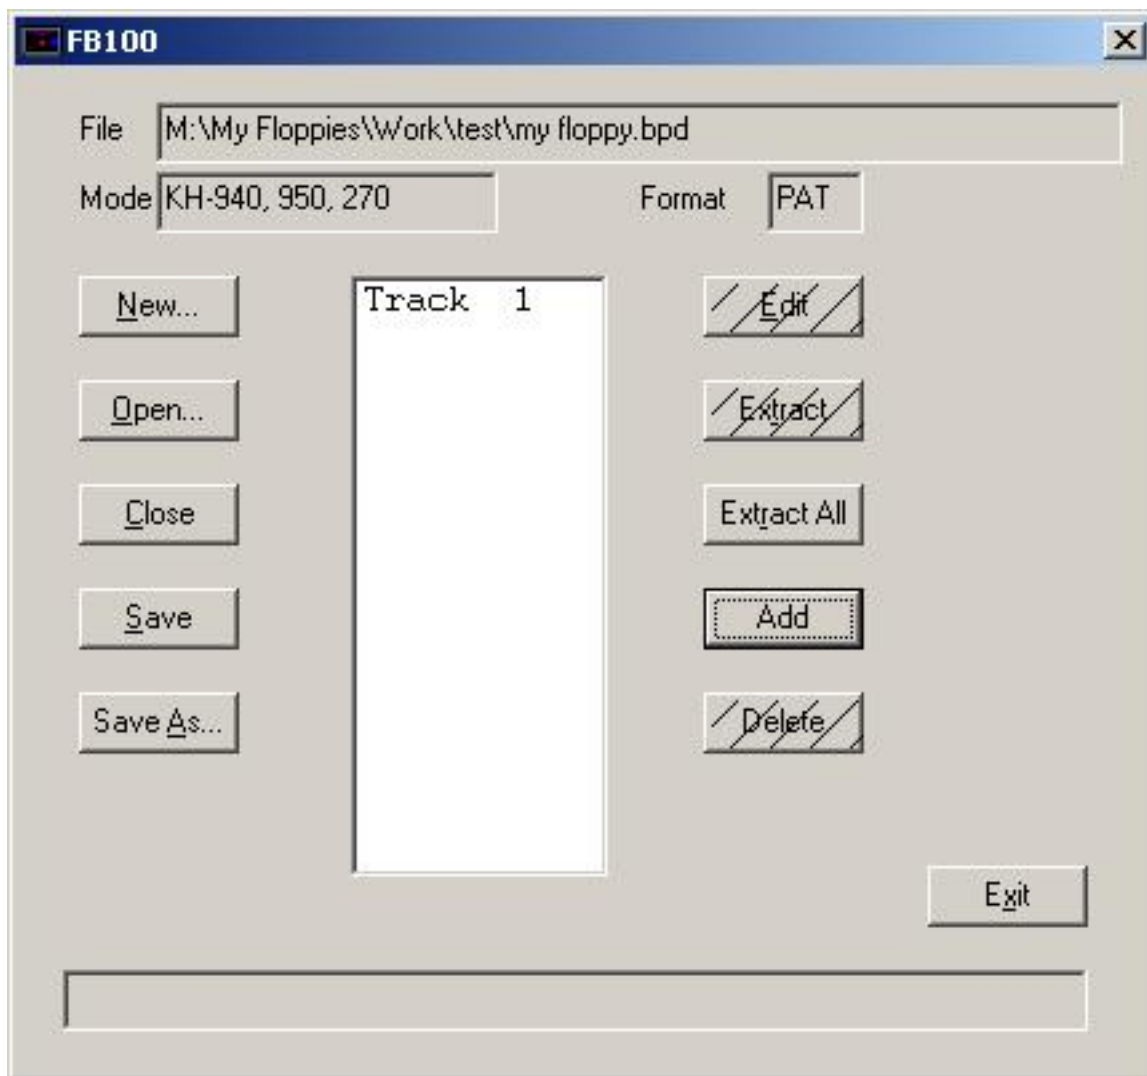 FB100
File M:\My Floppies\Work\test\my floppy.bpd
Mode KH-940, 950, 270 Format PAT
New... Track  1 Edit
Open... Extract
Close Extract All
Save Add
Save As... Delete
Exit